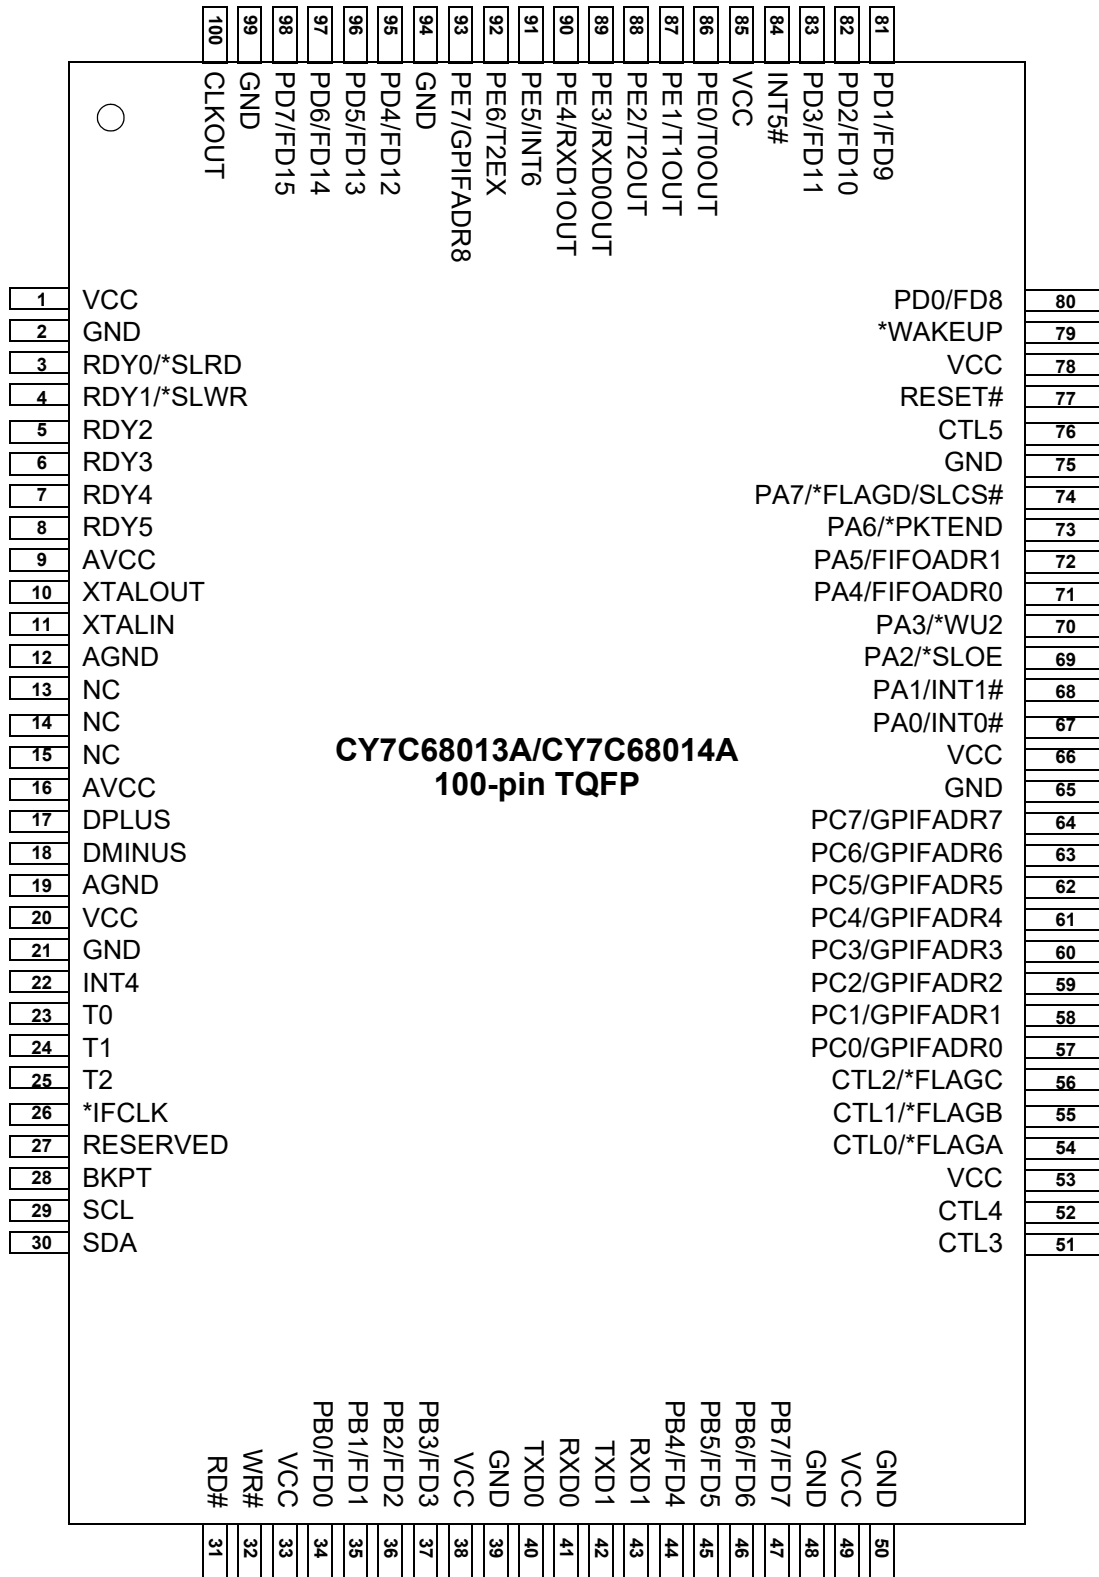 100 99 98 97 96 95 94 93 92 91 90 89 88 87 86 85 84 83 82 81
CLKOUT
GND
PD7/FD15
PD6/FD14
PD5/FD13
PD4/FD12
GND
PE7/GPIFADR8
PE6/T2EX
PE5/INT6
PE4/RXD1OUT
PE3/RXD0OUT
PE2/T2OUT
PE1/T1OUT
PE0/T0OUT
VCC
INT5#
PD3/FD11
PD2/FD10
PD1/FD9
1 VCC
2 GND
3 RDY0/*SLRD
4 RDY1/*SLWR
5 RDY2
6 RDY3
7 RDY4
8 RDY5
9 AVCC
10 XTALOUT
11 XTALIN
12 AGND
13 NC
14 NC
15 NC
16 AVCC
17 DPLUS
18 DMINUS
19 AGND
20 VCC
21 GND
22 INT4
23 T0
24 T1
25 T2
26 *IFCLK
27 RESERVED
28 BKPT
29 SCL
30 SDA
CY7C68013A/CY7C68014A
100-pin TQFP
PD0/FD8 80
*WAKEUP 79
VCC 78
RESET# 77
CTL5 76
GND 75
PA7/*FLAGD/SLCS# 74
PA6/*PKTEND 73
PA5/FIFOADR1 72
PA4/FIFOADR0 71
PA3/*WU2 70
PA2/*SLOE 69
PA1/INT1# 68
PA0/INT0# 67
VCC 66
GND 65
PC7/GPIFADR7 64
PC6/GPIFADR6 63
PC5/GPIFADR5 62
PC4/GPIFADR4 61
PC3/GPIFADR3 60
PC2/GPIFADR2 59
PC1/GPIFADR1 58
PC0/GPIFADR0 57
CTL2/*FLAGC 56
CTL1/*FLAGB 55
CTL0/*FLAGA 54
VCC 53
CTL4 52
CTL3 51
RD#
WR#
VCC
PB0/FD0
PB1/FD1
PB2/FD2
PB3/FD3
VCC
GND
TXD0
RXD0
TXD1
RXD1
PB4/FD4
PB5/FD5
PB6/FD6
PB7/FD7
GND
VCC
GND
31 32 33 34 35 36 37 38 39 40 41 42 43 44 45 46 47 48 49 50